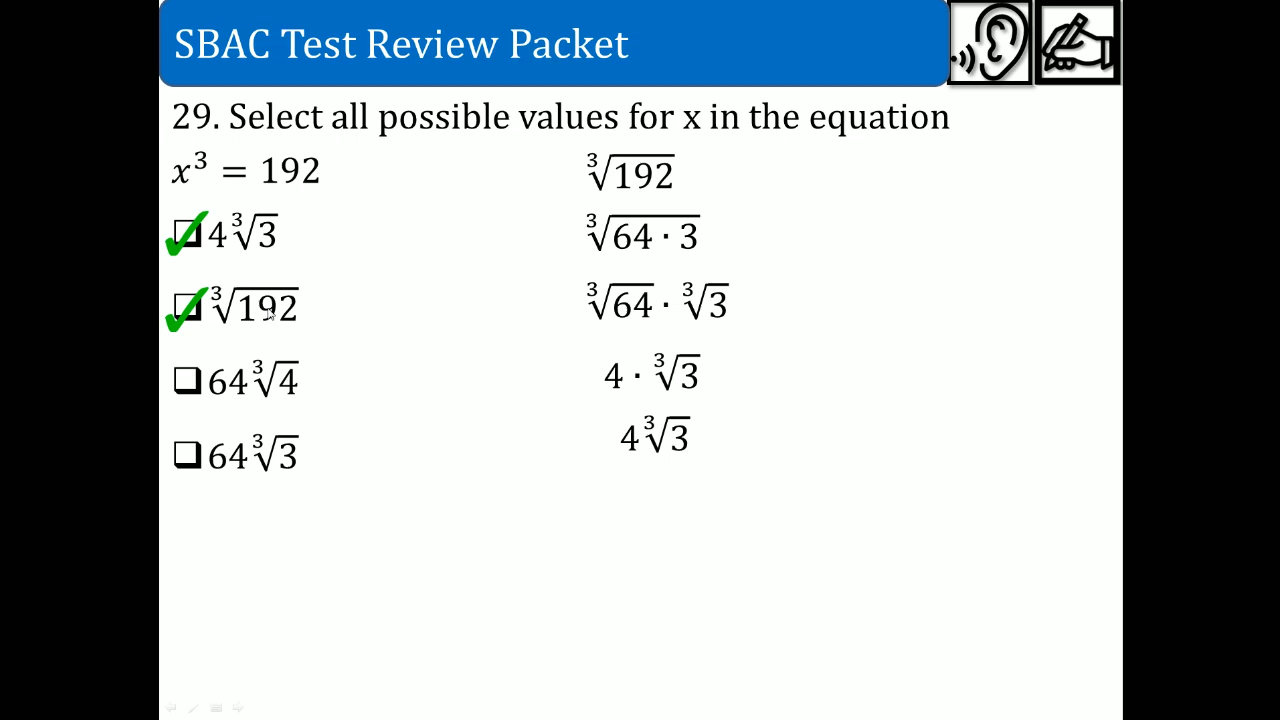 SBAC Test Review Packet
29. Select all possible values for x in the equation
x³ = 192
4∛3
∛192
64∛4
64∛3
∛192
∛64 · 3
∛64 · ∛3
4 · ∛3
4∛3